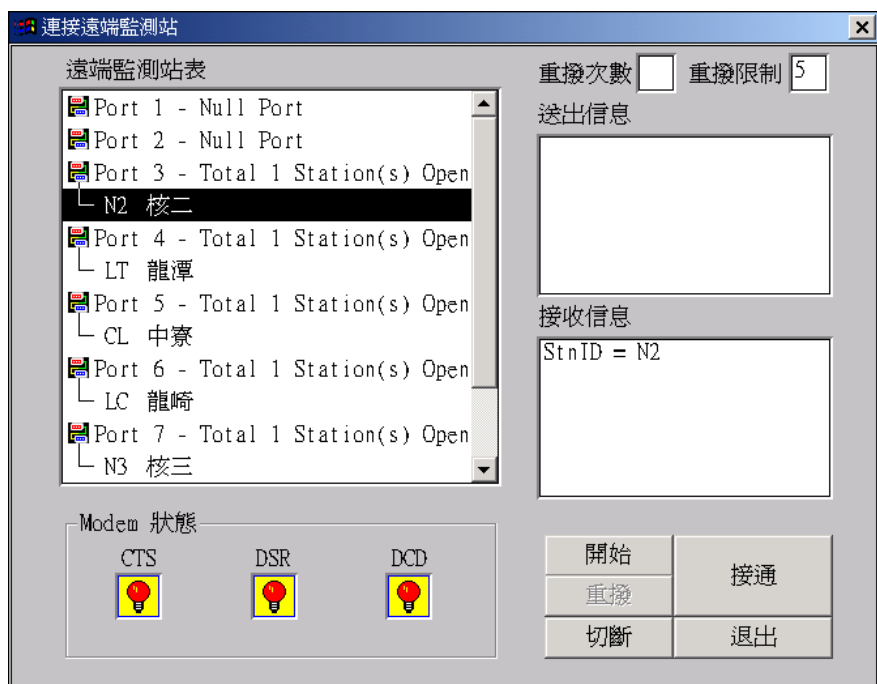 連接遠端監測站
遠端監測站表
Port 1 - Null Port
Port 2 - Null Port
Port 3 - Total 1 Station(s) Open
N2 核二
Port 4 - Total 1 Station(s) Open
LT 龍潭
Port 5 - Total 1 Station(s) Open
CL 中寮
Port 6 - Total 1 Station(s) Open
LC 龍崎
Port 7 - Total 1 Station(s) Open
N3 核三
重撥次數 重撥限制 5
送出信息
接收信息
StnID = N2
Modem 狀態
CTS DSR DCD
開始
重撥
接通
切斷
退出